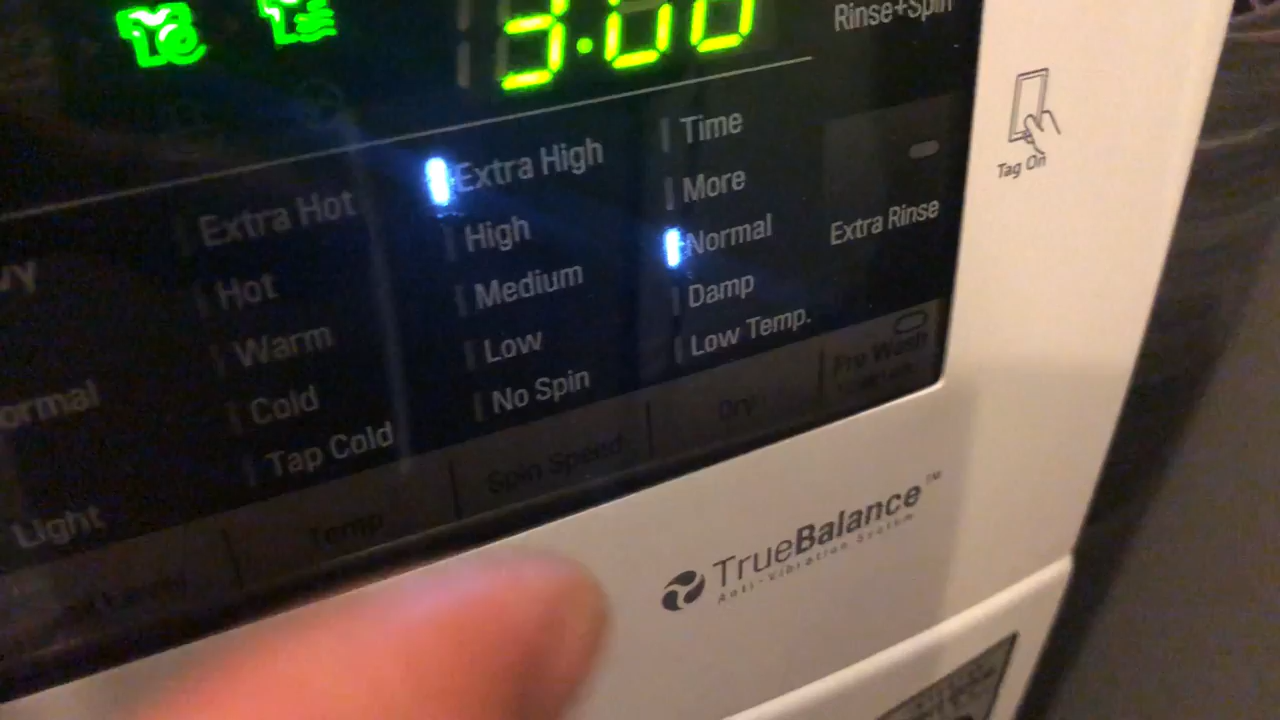 3:00
Rinse+Spin
Tag On
Extra Hot
Hot
Warm
Cold
Tap Cold
Temp
Extra High
High
Medium
Low
No Spin
Spin Speed
Time
More
Normal
Damp
Low Temp.
Dry
Extra Rinse
Light
TrueBalance™
Anti-Vibration System